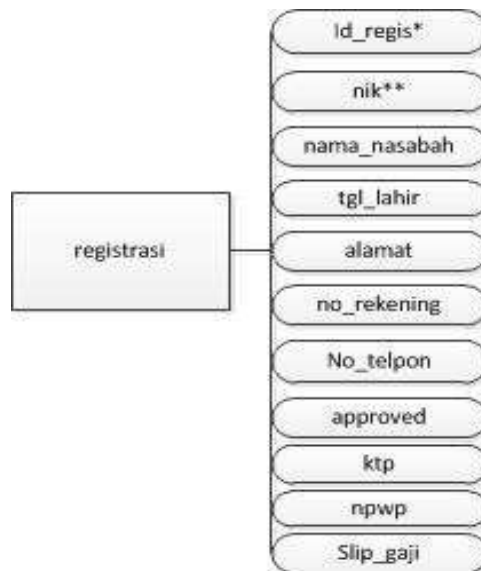 Id_regis*
nik**
nama_nasabah
tgl_lahir
registrasi
alamat
no_rekening
No_telpon
approved
ktp
npwp
Slip_gaji